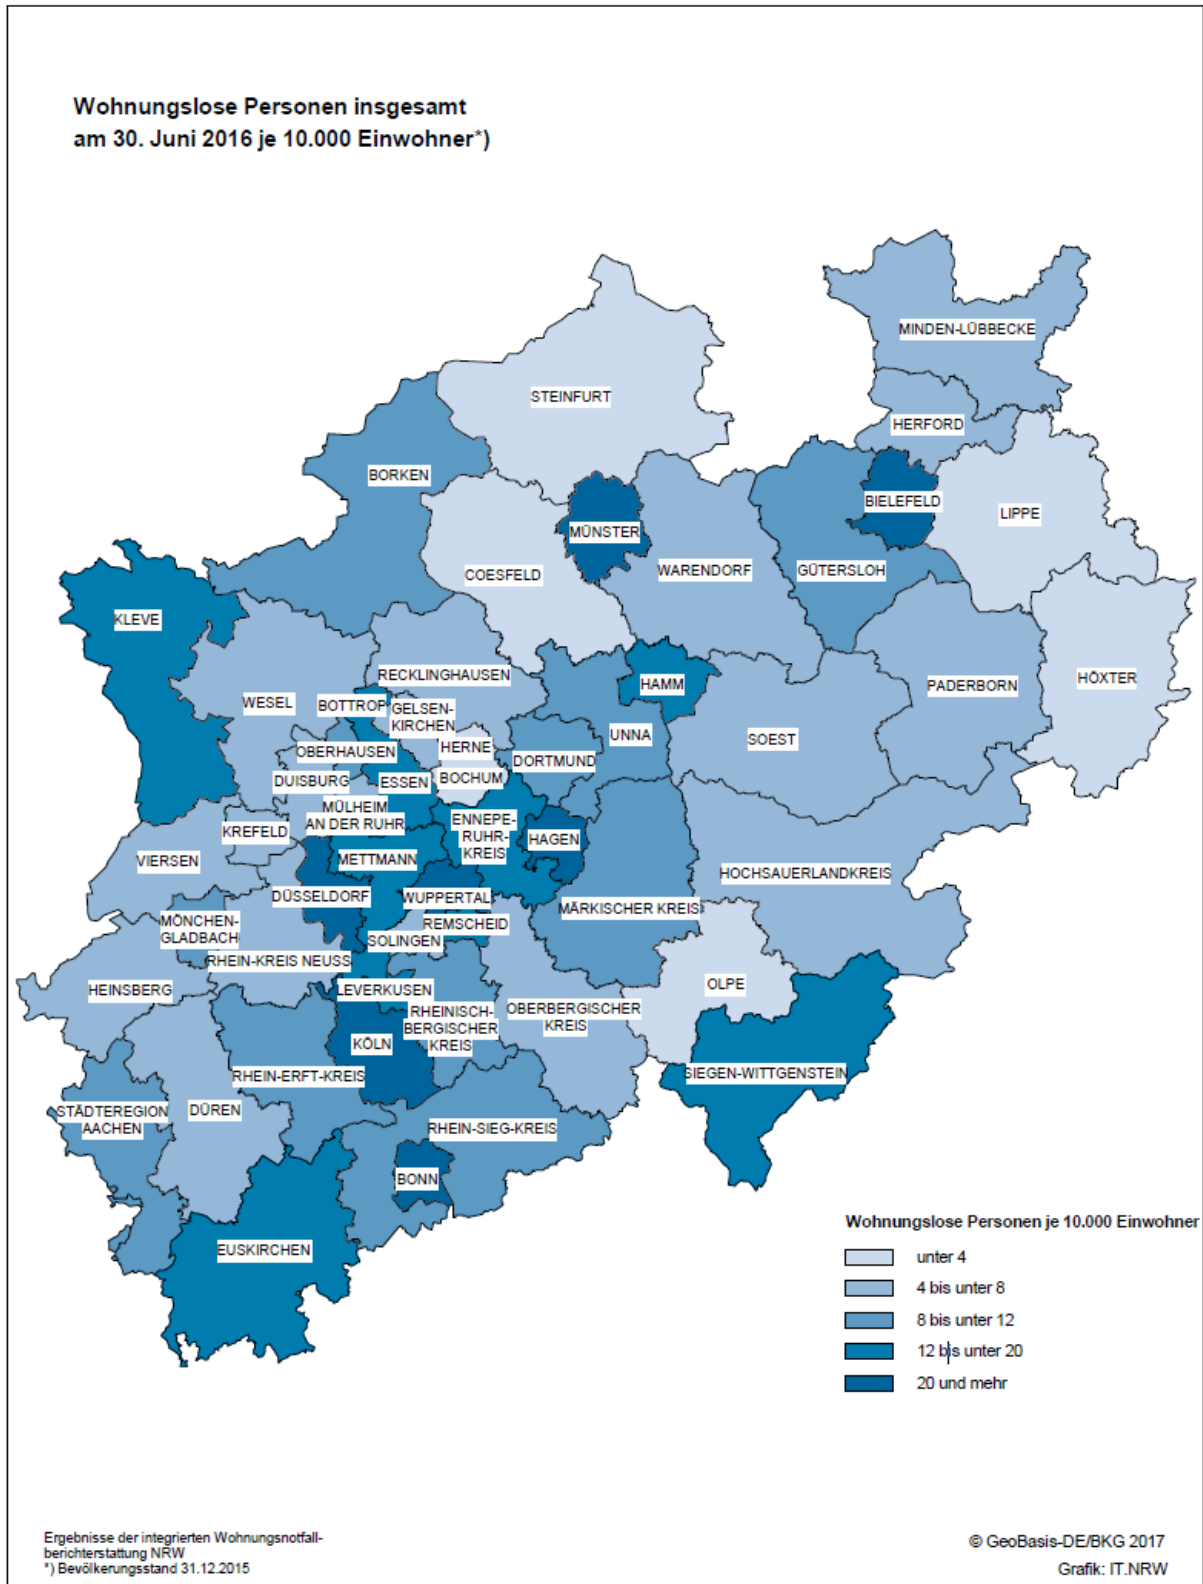 Wohnungslose Personen insgesamt
am 30. Juni 2016 je 10.000 Einwohner*)
MINDEN-LÜBBECKE
STEINFURT
HERFORD
BORKEN
BIELEFELD
LIPPE
MÜNSTER
WARENDORF
GÜTERSLOH
COESFELD
KLEVE
RECKLINGHAUSEN
HAMM
PADERBORN
HÖXTER
WESEL
BOTTROP
GELSEN-
KIRCHEN
UNNA
SOEST
OBERHAUSEN
HERNE
DORTMUND
DUISBURG
ESSEN
BOCHUM
MÜLHEIM
AN DER RUHR
ENNEPE-
RUHR-
KREIS
HAGEN
KREFELD
VIERSEN
METTMANN
HOCHSAUERLANDKREIS
DÜSSELDORF
WUPPERTAL
MÄRKISCHER KREIS
MÖNCHEN-
GLADBACH
REMSCHEID
SOLINGEN
RHEIN-KREIS NEUSS
HEINSBERG
LEVERKUSEN
OLPE
RHEINISCH-
BERGISCHER
KREIS
OBERBERGISCHER
KREIS
KÖLN
RHEIN-ERFT-KREIS
SIEGEN-WITTGENSTEIN
STÄDTEREGION
AACHEN
DÜREN
RHEIN-SIEG-KREIS
BONN
EUSKIRCHEN
Wohnungslose Personen je 10.000 Einwohner
unter 4
4 bis unter 8
8 bis unter 12
12 bis unter 20
20 und mehr
Ergebnisse der integrierten Wohnungsnotfall-
berichterstattung NRW
*) Bevölkerungsstand 31.12.2015
© GeoBasis-DE/BKG 2017
Grafik: IT.NRW